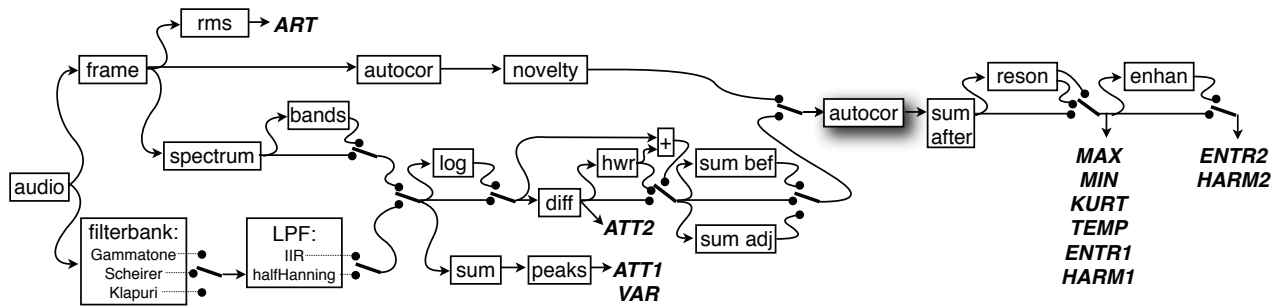 rms
ART
frame
autocor
novelty
reson
enhan
bands
autocor
sum
after
spectrum
log
+
hwr
sum bef
MAX
MIN
KURT
TEMP
ENTR1
HARM1
ENTR2
HARM2
audio
diff
ATT2
sum adj
filterbank:
Gammatone
Scheirer
Klapuri
LPF:
IIR
halfHanning
sum
peaks
ATT1
VAR